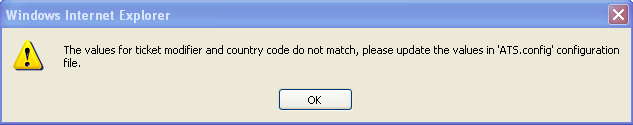 Windows Internet Explorer
The values for ticket modifier and country code do not match, please update the values in 'ATS.config' configuration
file.
OK